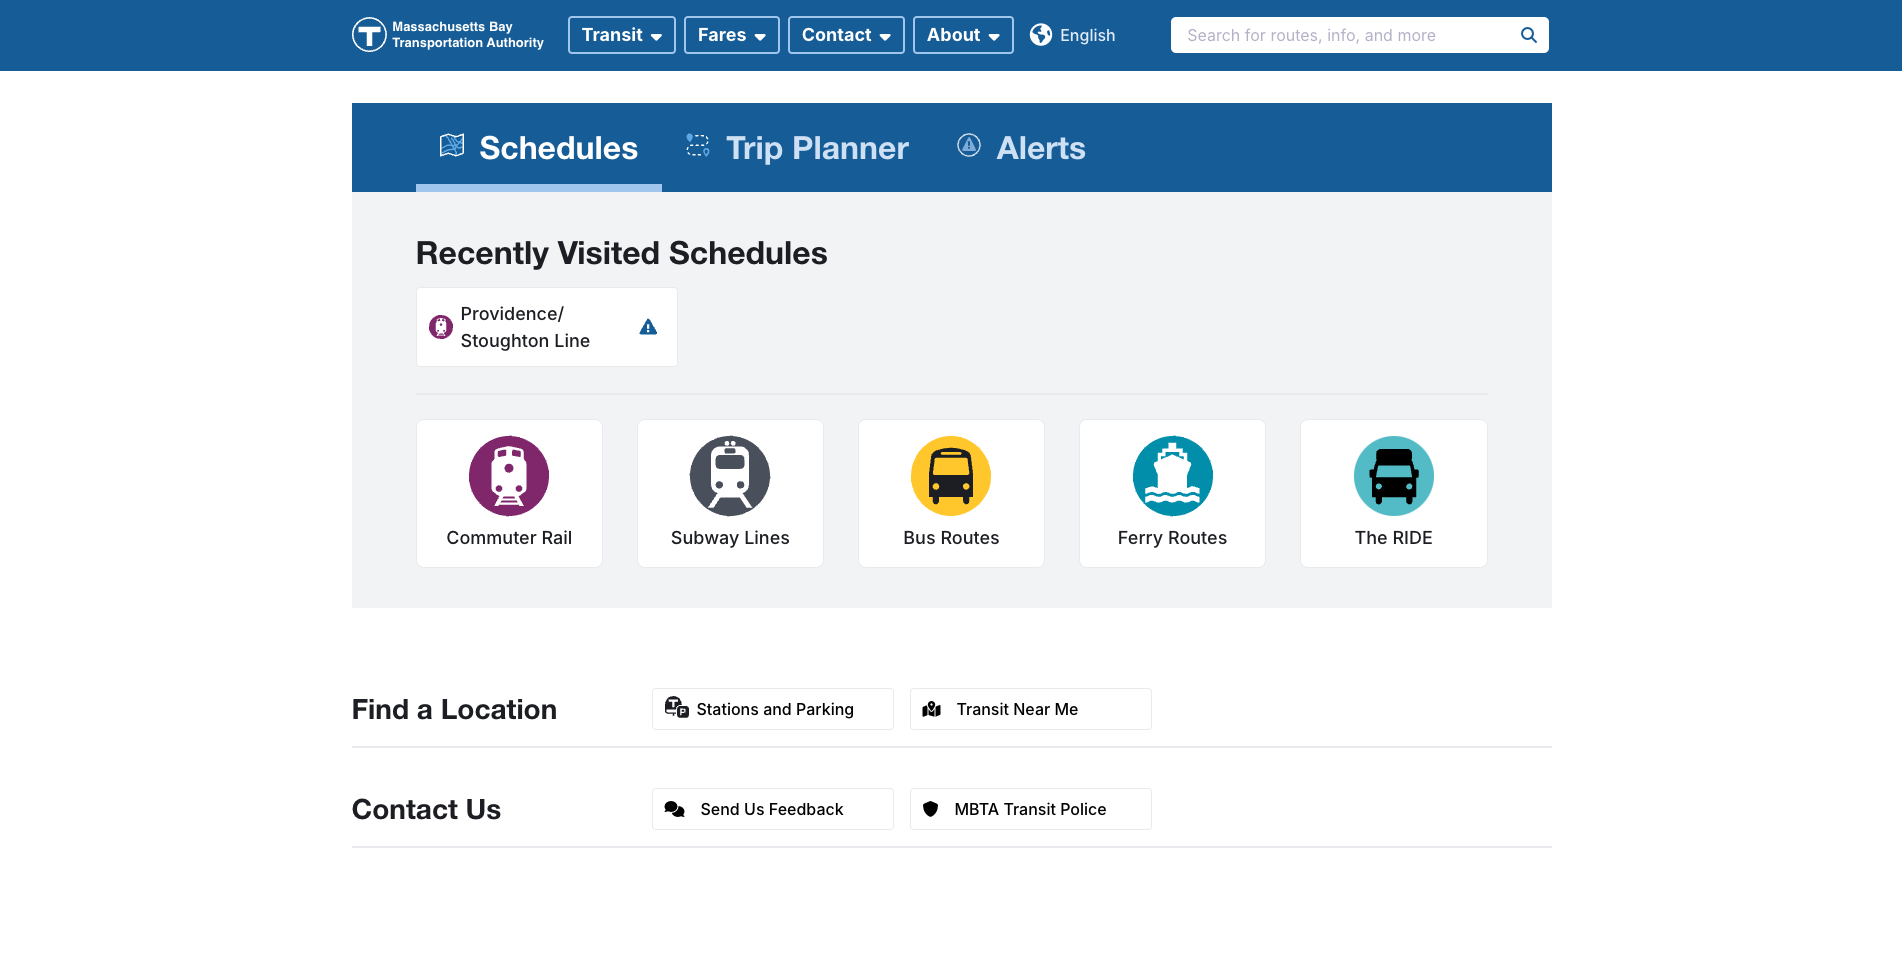 Massachusetts Bay
Transportation Authority
Transit
Fares
Contact
About
English
Search for routes, info, and more
Schedules
Trip Planner
Alerts
Recently Visited Schedules
Providence/
Stoughton Line
Commuter Rail
Subway Lines
Bus Routes
Ferry Routes
The RIDE
Find a Location
Stations and Parking
Transit Near Me
Contact Us
Send Us Feedback
MBTA Transit Police